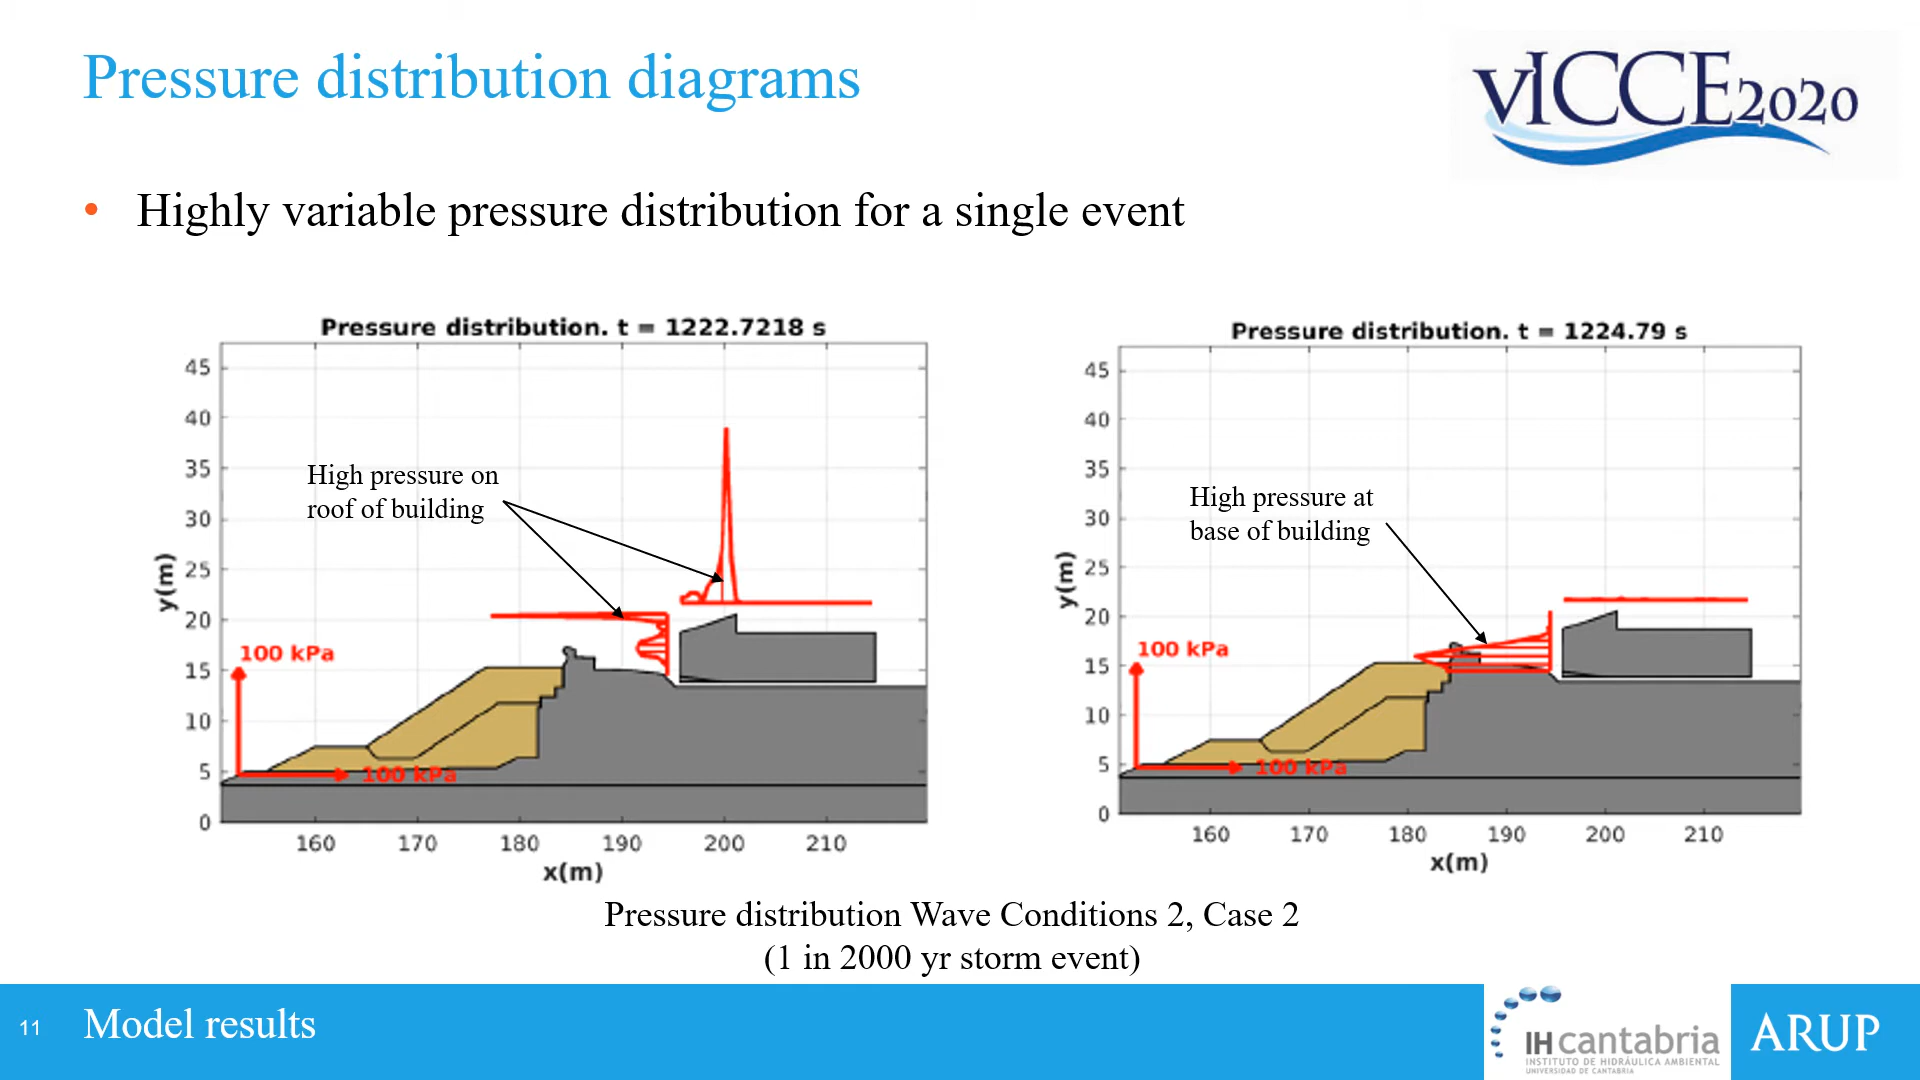 Pressure distribution diagrams
vICCE2020
• Highly variable pressure distribution for a single event
Pressure distribution. t = 1222.7218 s
45
40
35
30
25
20
15
10
5
0
y(m)
High pressure on
roof of building
100 kPa
100 kPa
160 170 180 190 200 210
x(m)
Pressure distribution. t = 1224.79 s
45
40
35
30
25
20
15
10
5
0
y(m)
High pressure at
base of building
100 kPa
100 kPa
160 170 180 190 200 210
x(m)
Pressure distribution Wave Conditions 2, Case 2
(1 in 2000 yr storm event)
11 Model results
IHcantabria
INSTITUTO DE HIDRÁULICA AMBIENTAL
UNIVERSIDAD DE CANTABRIA
ARUP